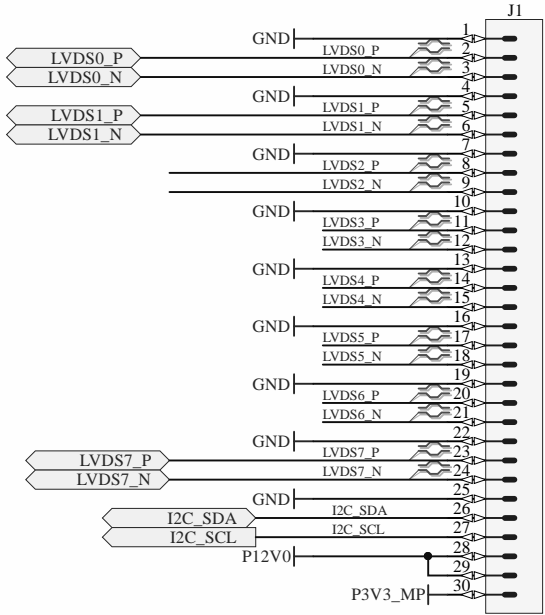 J1
GND 1
LVDS0_P LVDS0_P 2
LVDS0_N LVDS0_N 3
GND 4
LVDS1_P LVDS1_P 5
LVDS1_N LVDS1_N 6
GND 7
LVDS2_P 8
LVDS2_N 9
GND 10
LVDS3_P 11
LVDS3_N 12
GND 13
LVDS4_P 14
LVDS4_N 15
GND 16
LVDS5_P 17
LVDS5_N 18
GND 19
LVDS6_P 20
LVDS6_N 21
GND 22
LVDS7_P LVDS7_P 23
LVDS7_N LVDS7_N 24
GND 25
I2C_SDA I2C_SDA 26
I2C_SCL I2C_SCL 27
P12V0 28
29
P3V3_MP 30